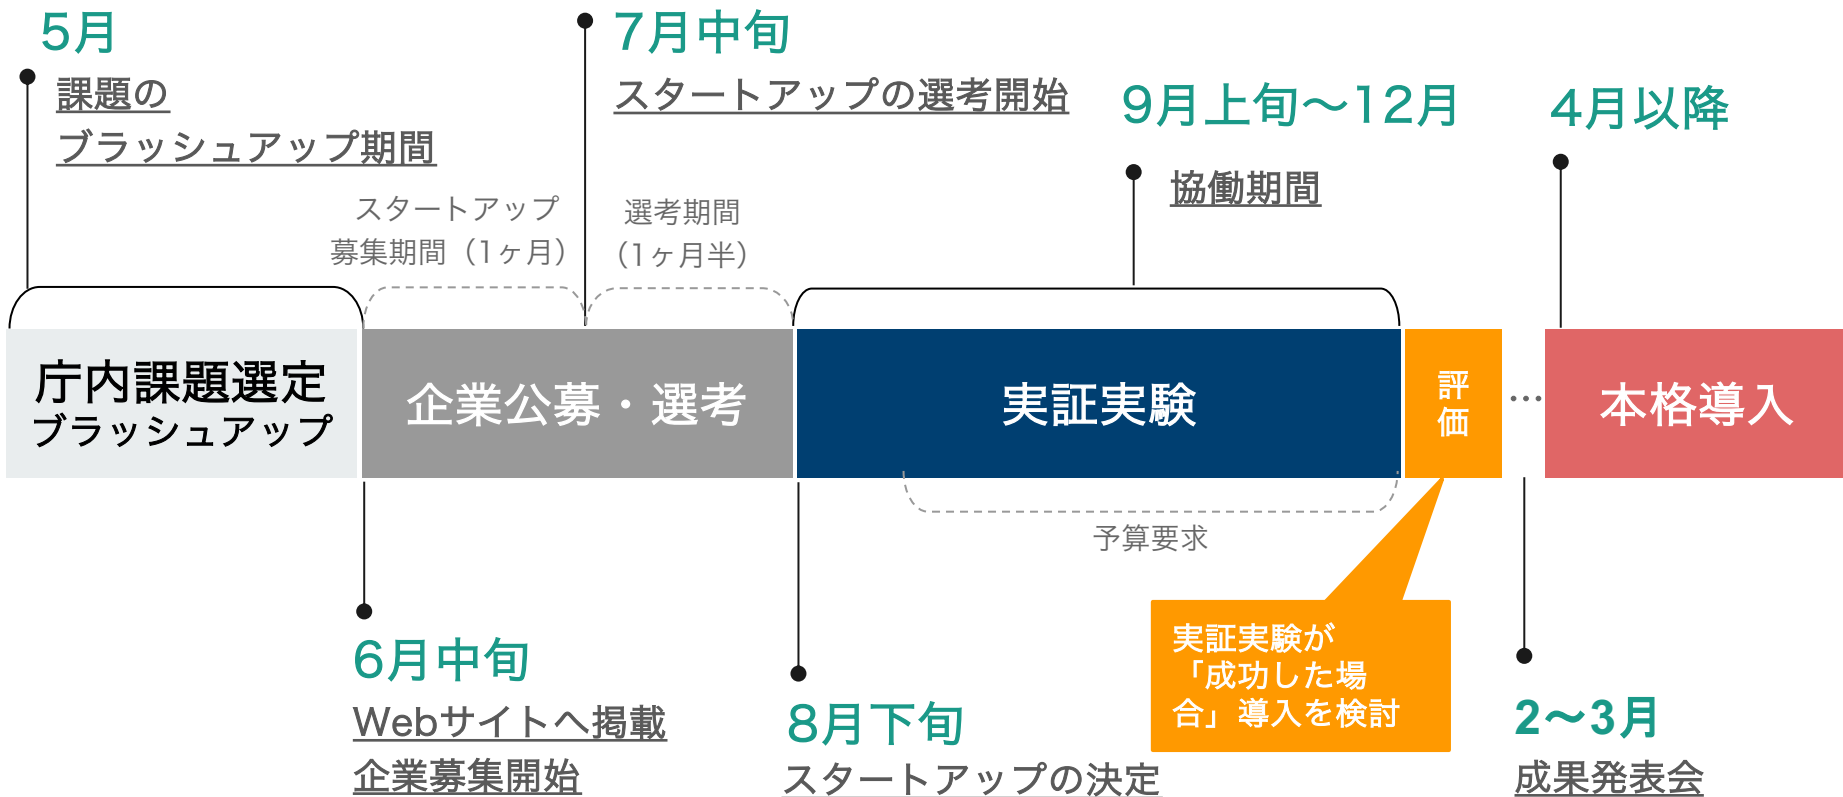 5月
課題の
ブラッシュアップ期間
7月中旬
スタートアップの選考開始
9月上旬〜12月
協働期間
4月以降
スタートアップ
募集期間（1ヶ月）
選考期間
（1ヶ月半）
庁内課題選定
ブラッシュアップ
企業公募・選考
実証実験
評
価
…
本格導入
予算要求
実証実験が
「成功した場
合」導入を検討
6月中旬
Webサイトへ掲載
企業募集開始
8月下旬
スタートアップの決定
2〜3月
成果発表会